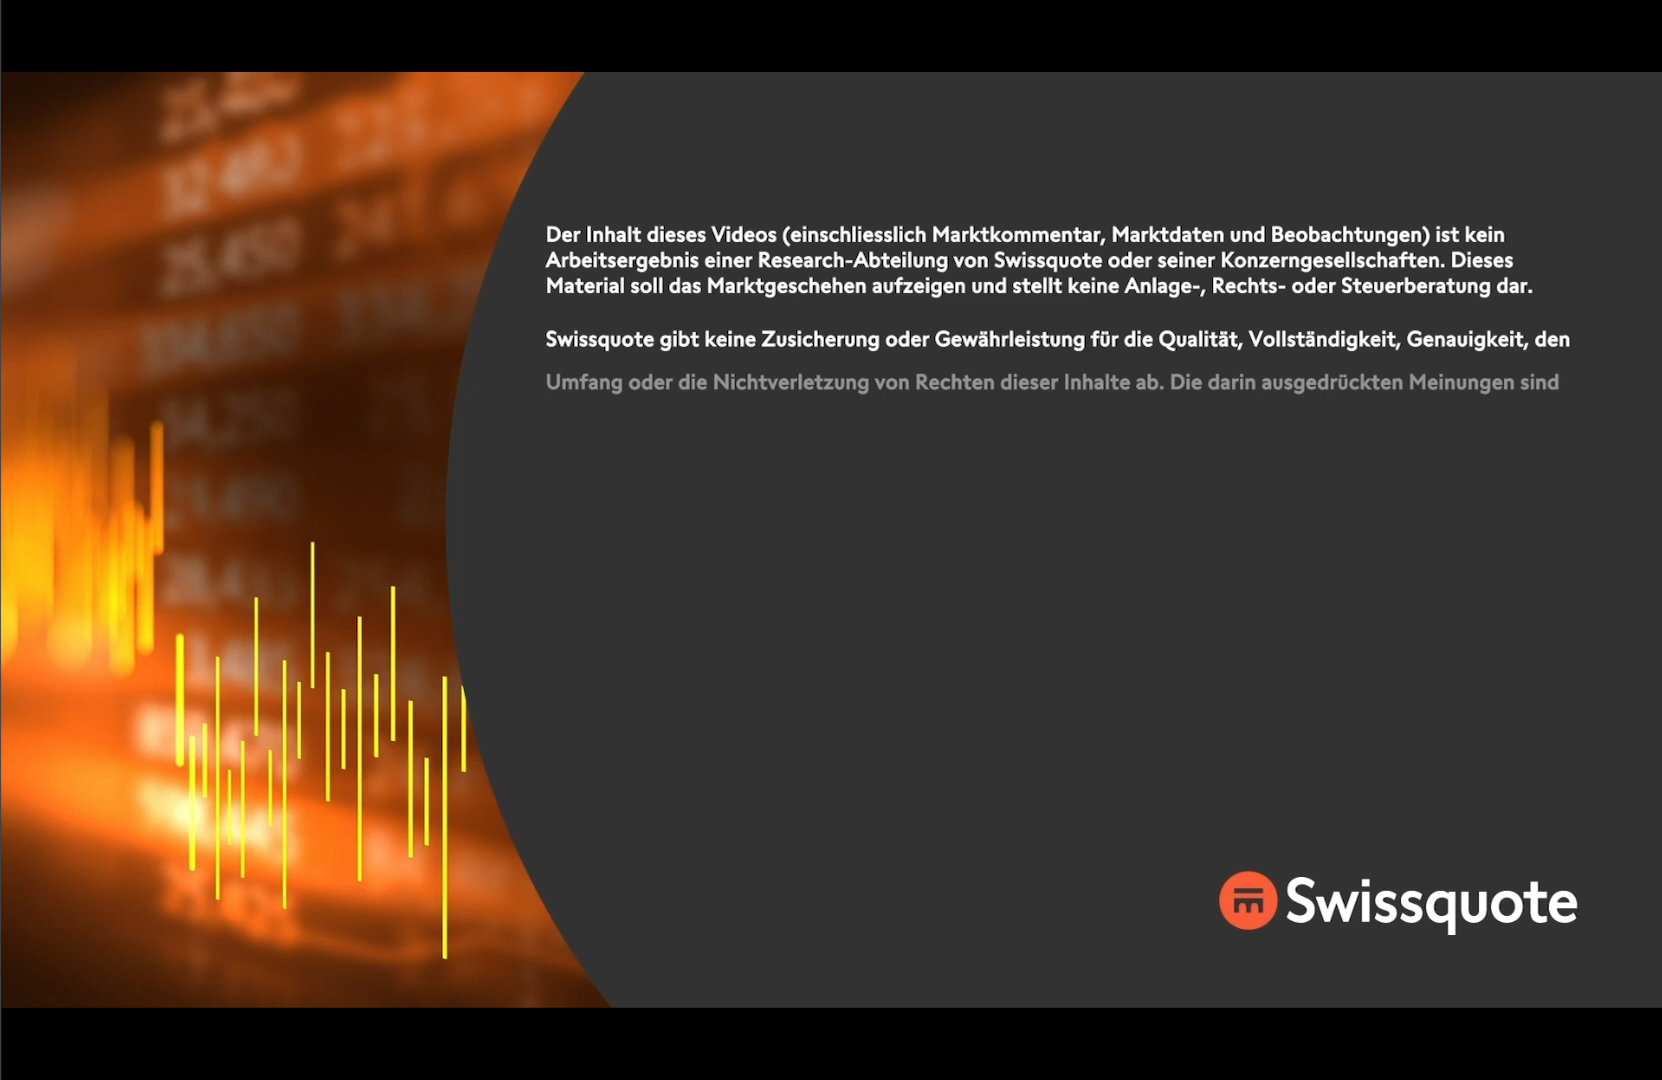 Der Inhalt dieses Videos (einschliesslich Marktkommentar, Marktdaten und Beobachtungen) ist kein
Arbeitsergebnis einer Research-Abteilung von Swissquote oder seiner Konzerngesellschaften. Dieses
Material soll das Marktgeschehen aufzeigen und stellt keine Anlage-, Rechts- oder Steuerberatung dar.
Swissquote gibt keine Zusicherung oder Gewährleistung für die Qualität, Vollständigkeit, Genauigkeit, den
Umfang oder die Nichtverletzung von Rechten dieser Inhalte ab. Die darin ausgedrückten Meinungen sind
Swissquote